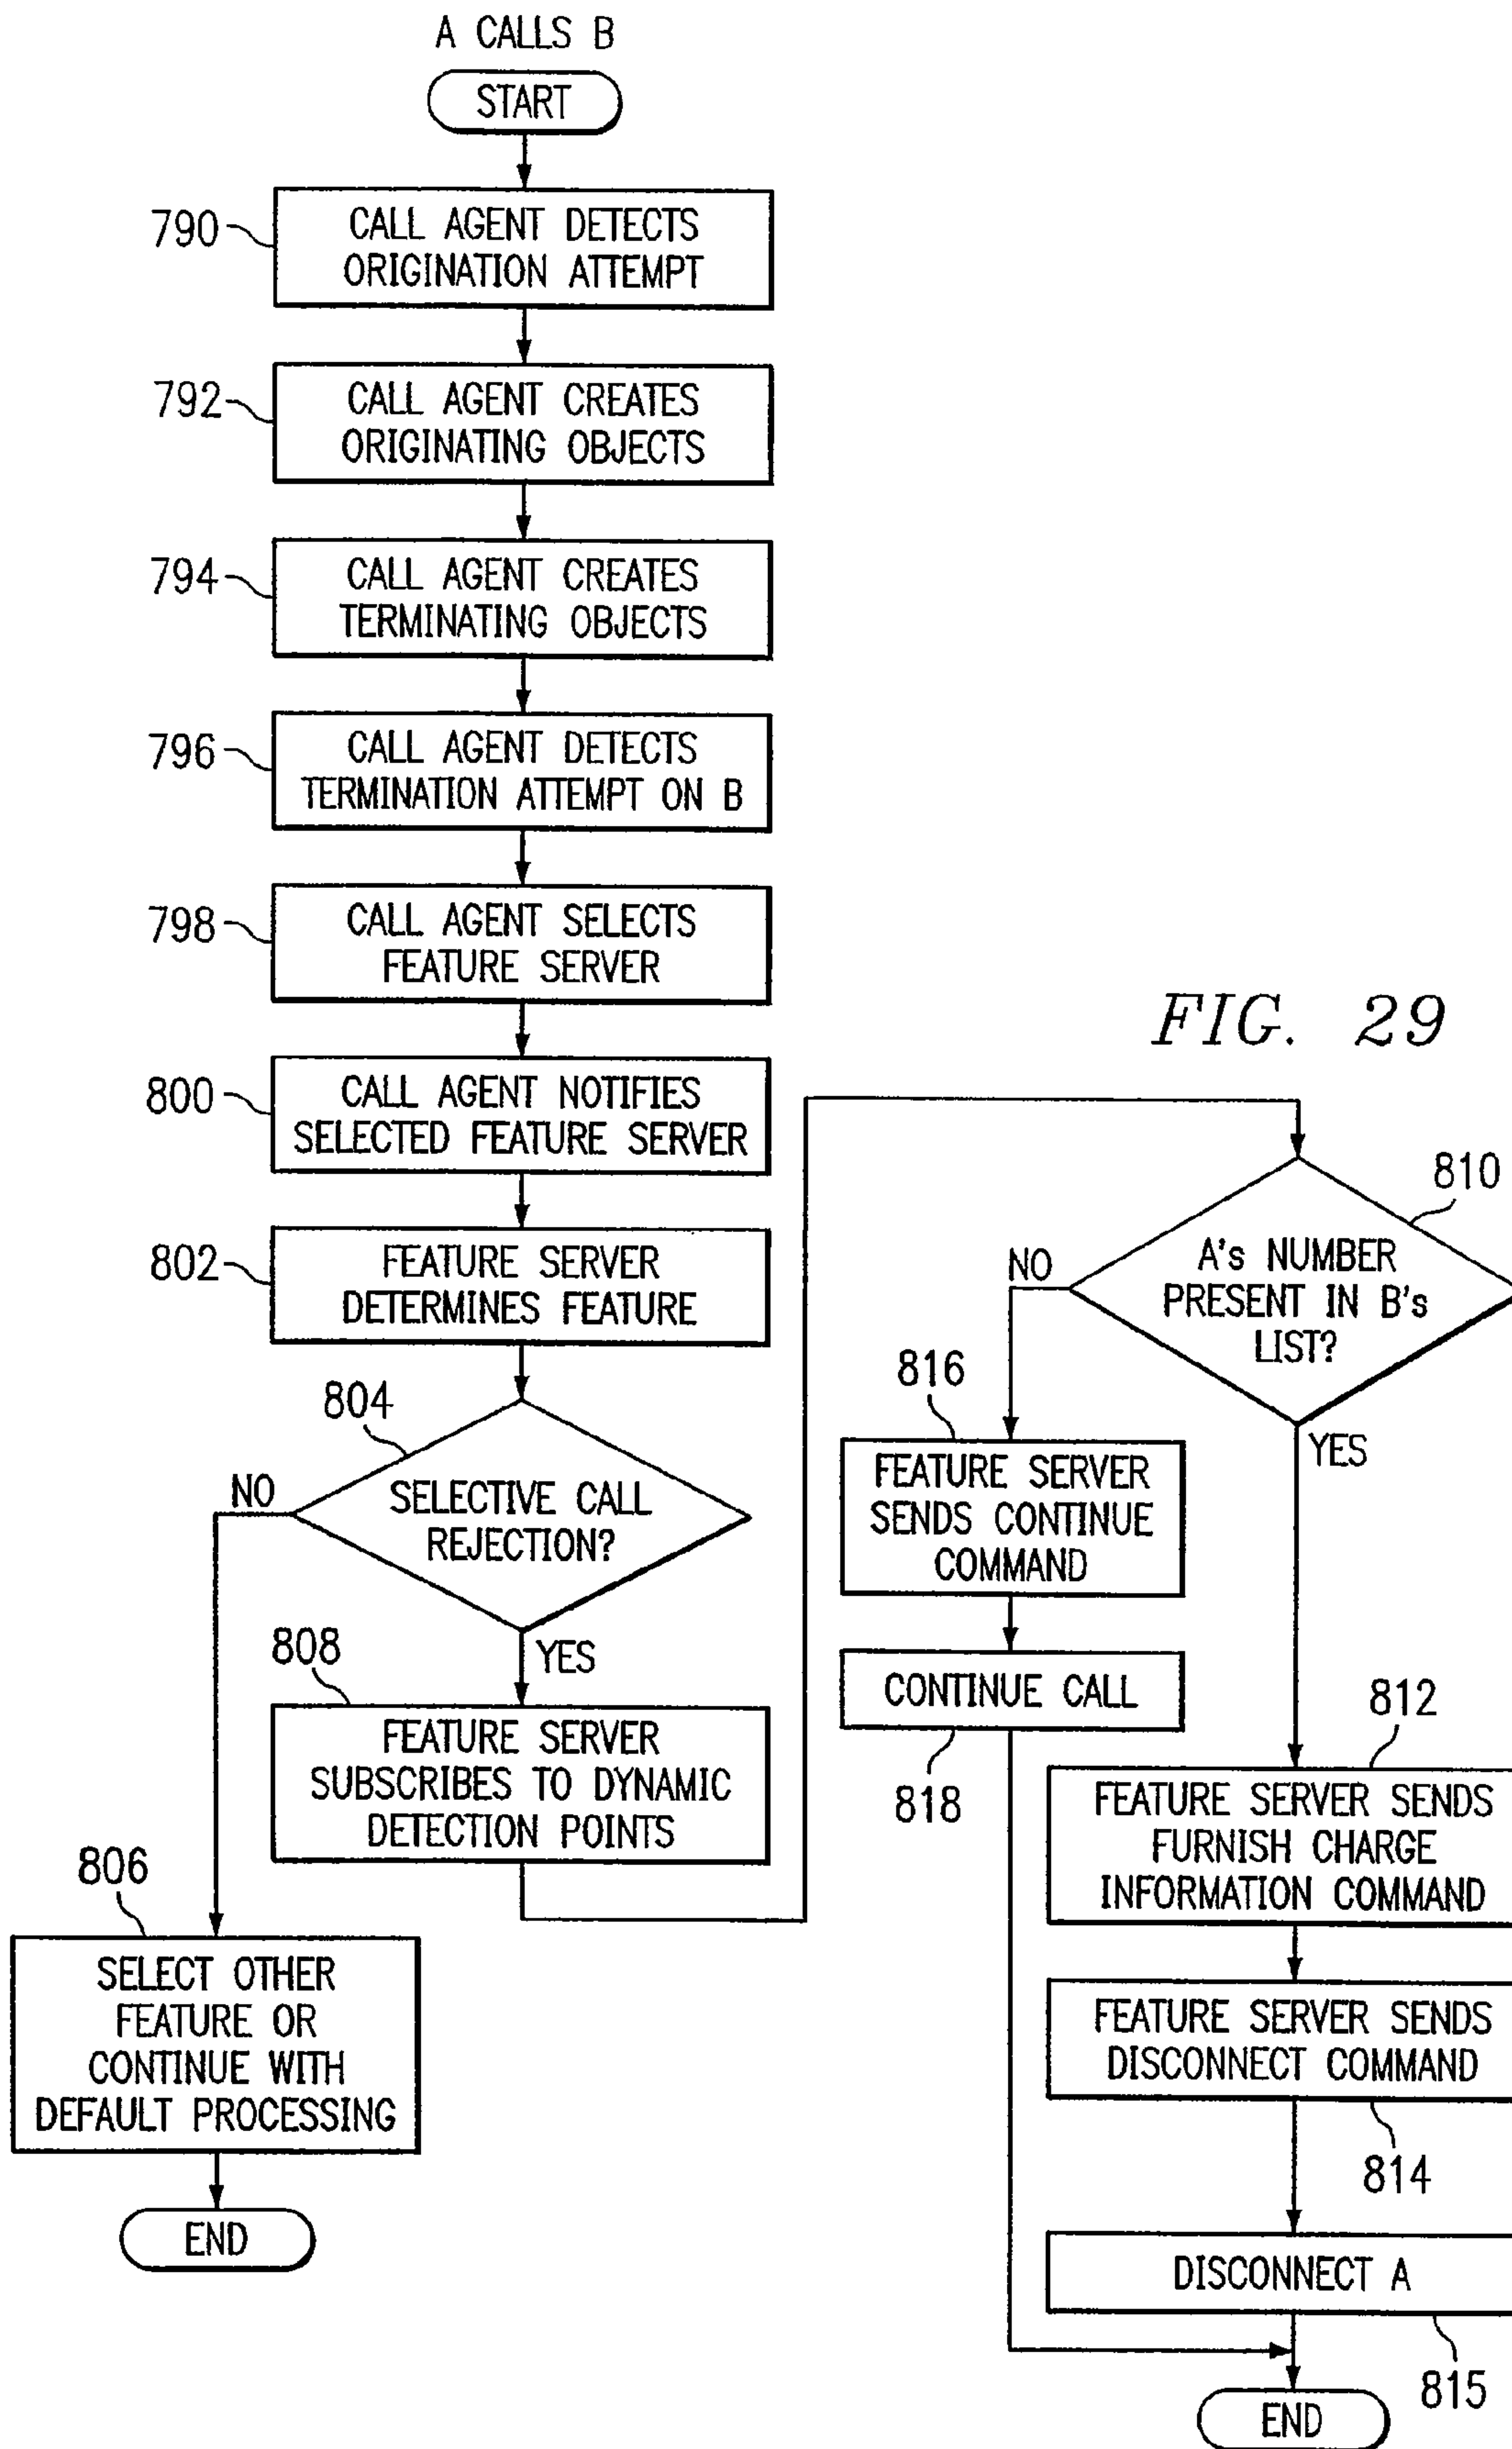 A CALLS B
START
790
CALL AGENT DETECTS
ORIGINATION ATTEMPT
792
CALL AGENT CREATES
ORIGINATING OBJECTS
794
CALL AGENT CREATES
TERMINATING OBJECTS
796
CALL AGENT DETECTS
TERMINATION ATTEMPT ON B
798
CALL AGENT SELECTS
FEATURE SERVER
800
CALL AGENT NOTIFIES
SELECTED FEATURE SERVER
802
FEATURE SERVER
DETERMINES FEATURE
804
NO
SELECTIVE CALL
REJECTION?
YES
808
FEATURE SERVER
SUBSCRIBES TO DYNAMIC
DETECTION POINTS
806
SELECT OTHER
FEATURE OR
CONTINUE WITH
DEFAULT PROCESSING
END
FIG. 29
810
NO
A's NUMBER
PRESENT IN B's
LIST?
YES
816
FEATURE SERVER
SENDS CONTINUE
COMMAND
CONTINUE CALL
818
812
FEATURE SERVER SENDS
FURNISH CHARGE
INFORMATION COMMAND
FEATURE SERVER SENDS
DISCONNECT COMMAND
814
DISCONNECT A
815
END